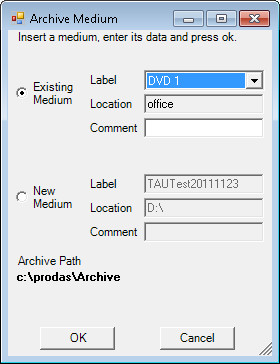 Archive Medium
Insert a medium, enter its data and press ok.
Existing Medium
Label DVD 1
Location office
Comment
New Medium
Label TAUTest20111123
Location D:\
Comment
Archive Path
c:\prodas\Archive
OK Cancel